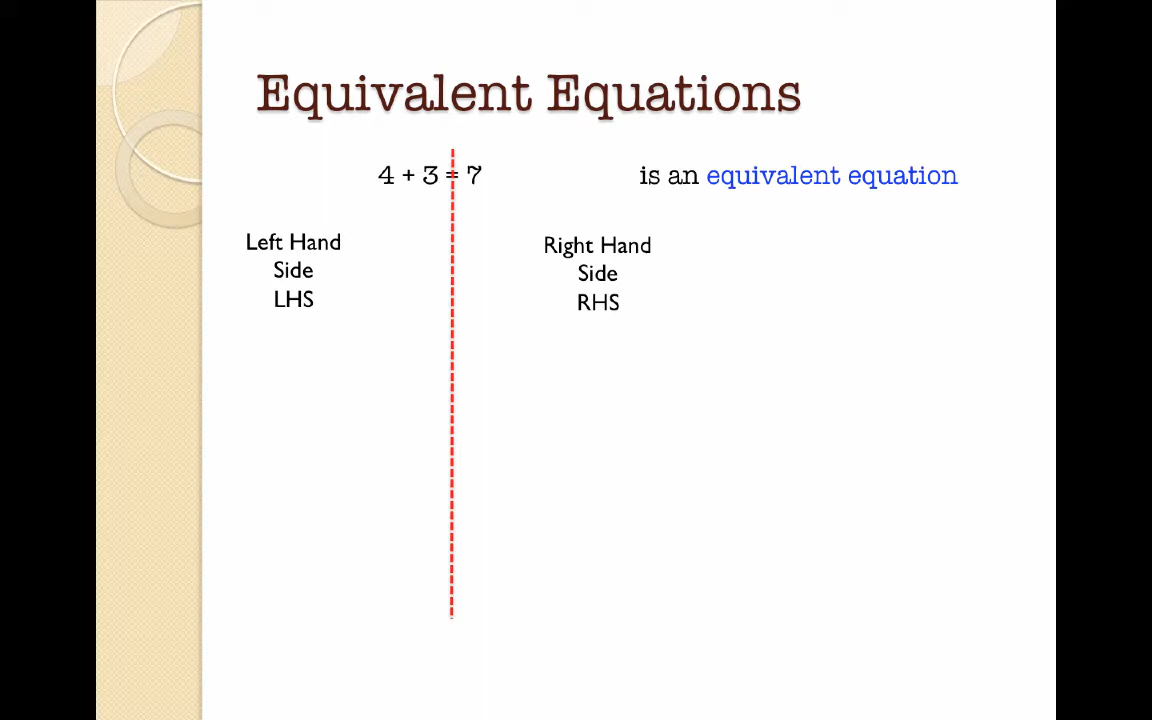 Equivalent Equations
4 + 3 = 7 is an equivalent equation
Left Hand
Side
LHS
Right Hand
Side
RHS